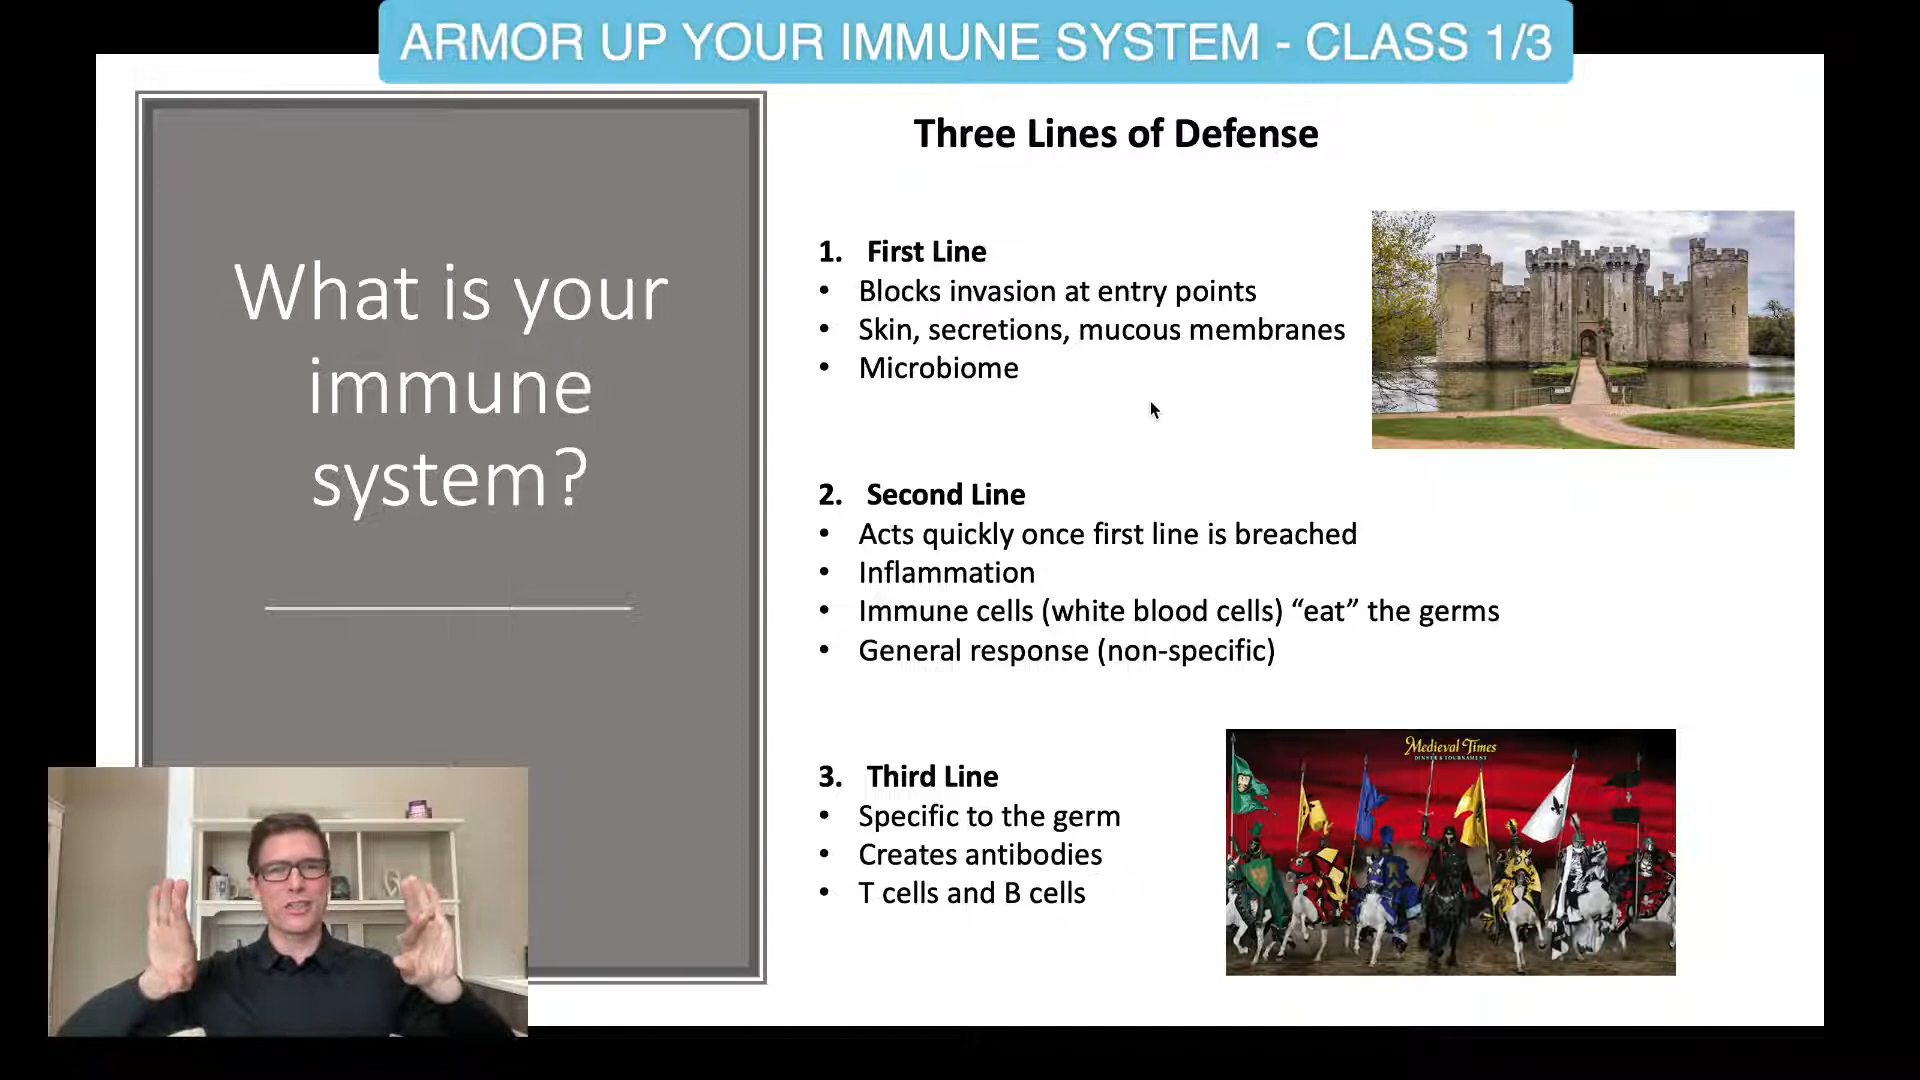 ARMOR UP YOUR IMMUNE SYSTEM - CLASS 1/3
What is your
immune
system?
Three Lines of Defense
1. First Line
• Blocks invasion at entry points
• Skin, secretions, mucous membranes
• Microbiome
2. Second Line
• Acts quickly once first line is breached
• Inflammation
• Immune cells (white blood cells) “eat” the germs
• General response (non-specific)
3. Third Line
• Specific to the germ
• Creates antibodies
• T cells and B cells
Medieval Times
DINNER & TOURNAMENT